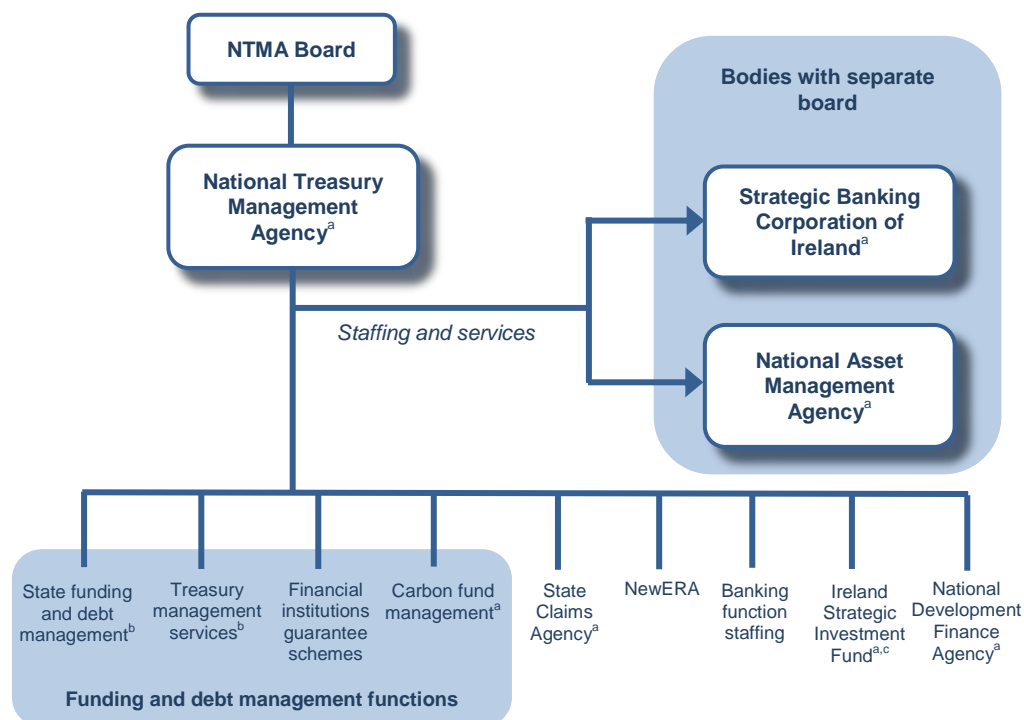 NTMA Board
Bodies with separate
board
National Treasury
Management
Agencyᵃ
Strategic Banking
Corporation of
Irelandᵃ
Staffing and services
National Asset
Management
Agencyᵃ
State funding
and debt
managementᵇ
Treasury
management
servicesᵇ
Financial
institutions
guarantee
schemes
Carbon fund
managementᵃ
State
Claims
Agencyᵃ
NewERA
Banking
function
staffing
Ireland
Strategic
Investment
Fundᵃ,ᶜ
National
Development
Finance
Agencyᵃ
Funding and debt management functions